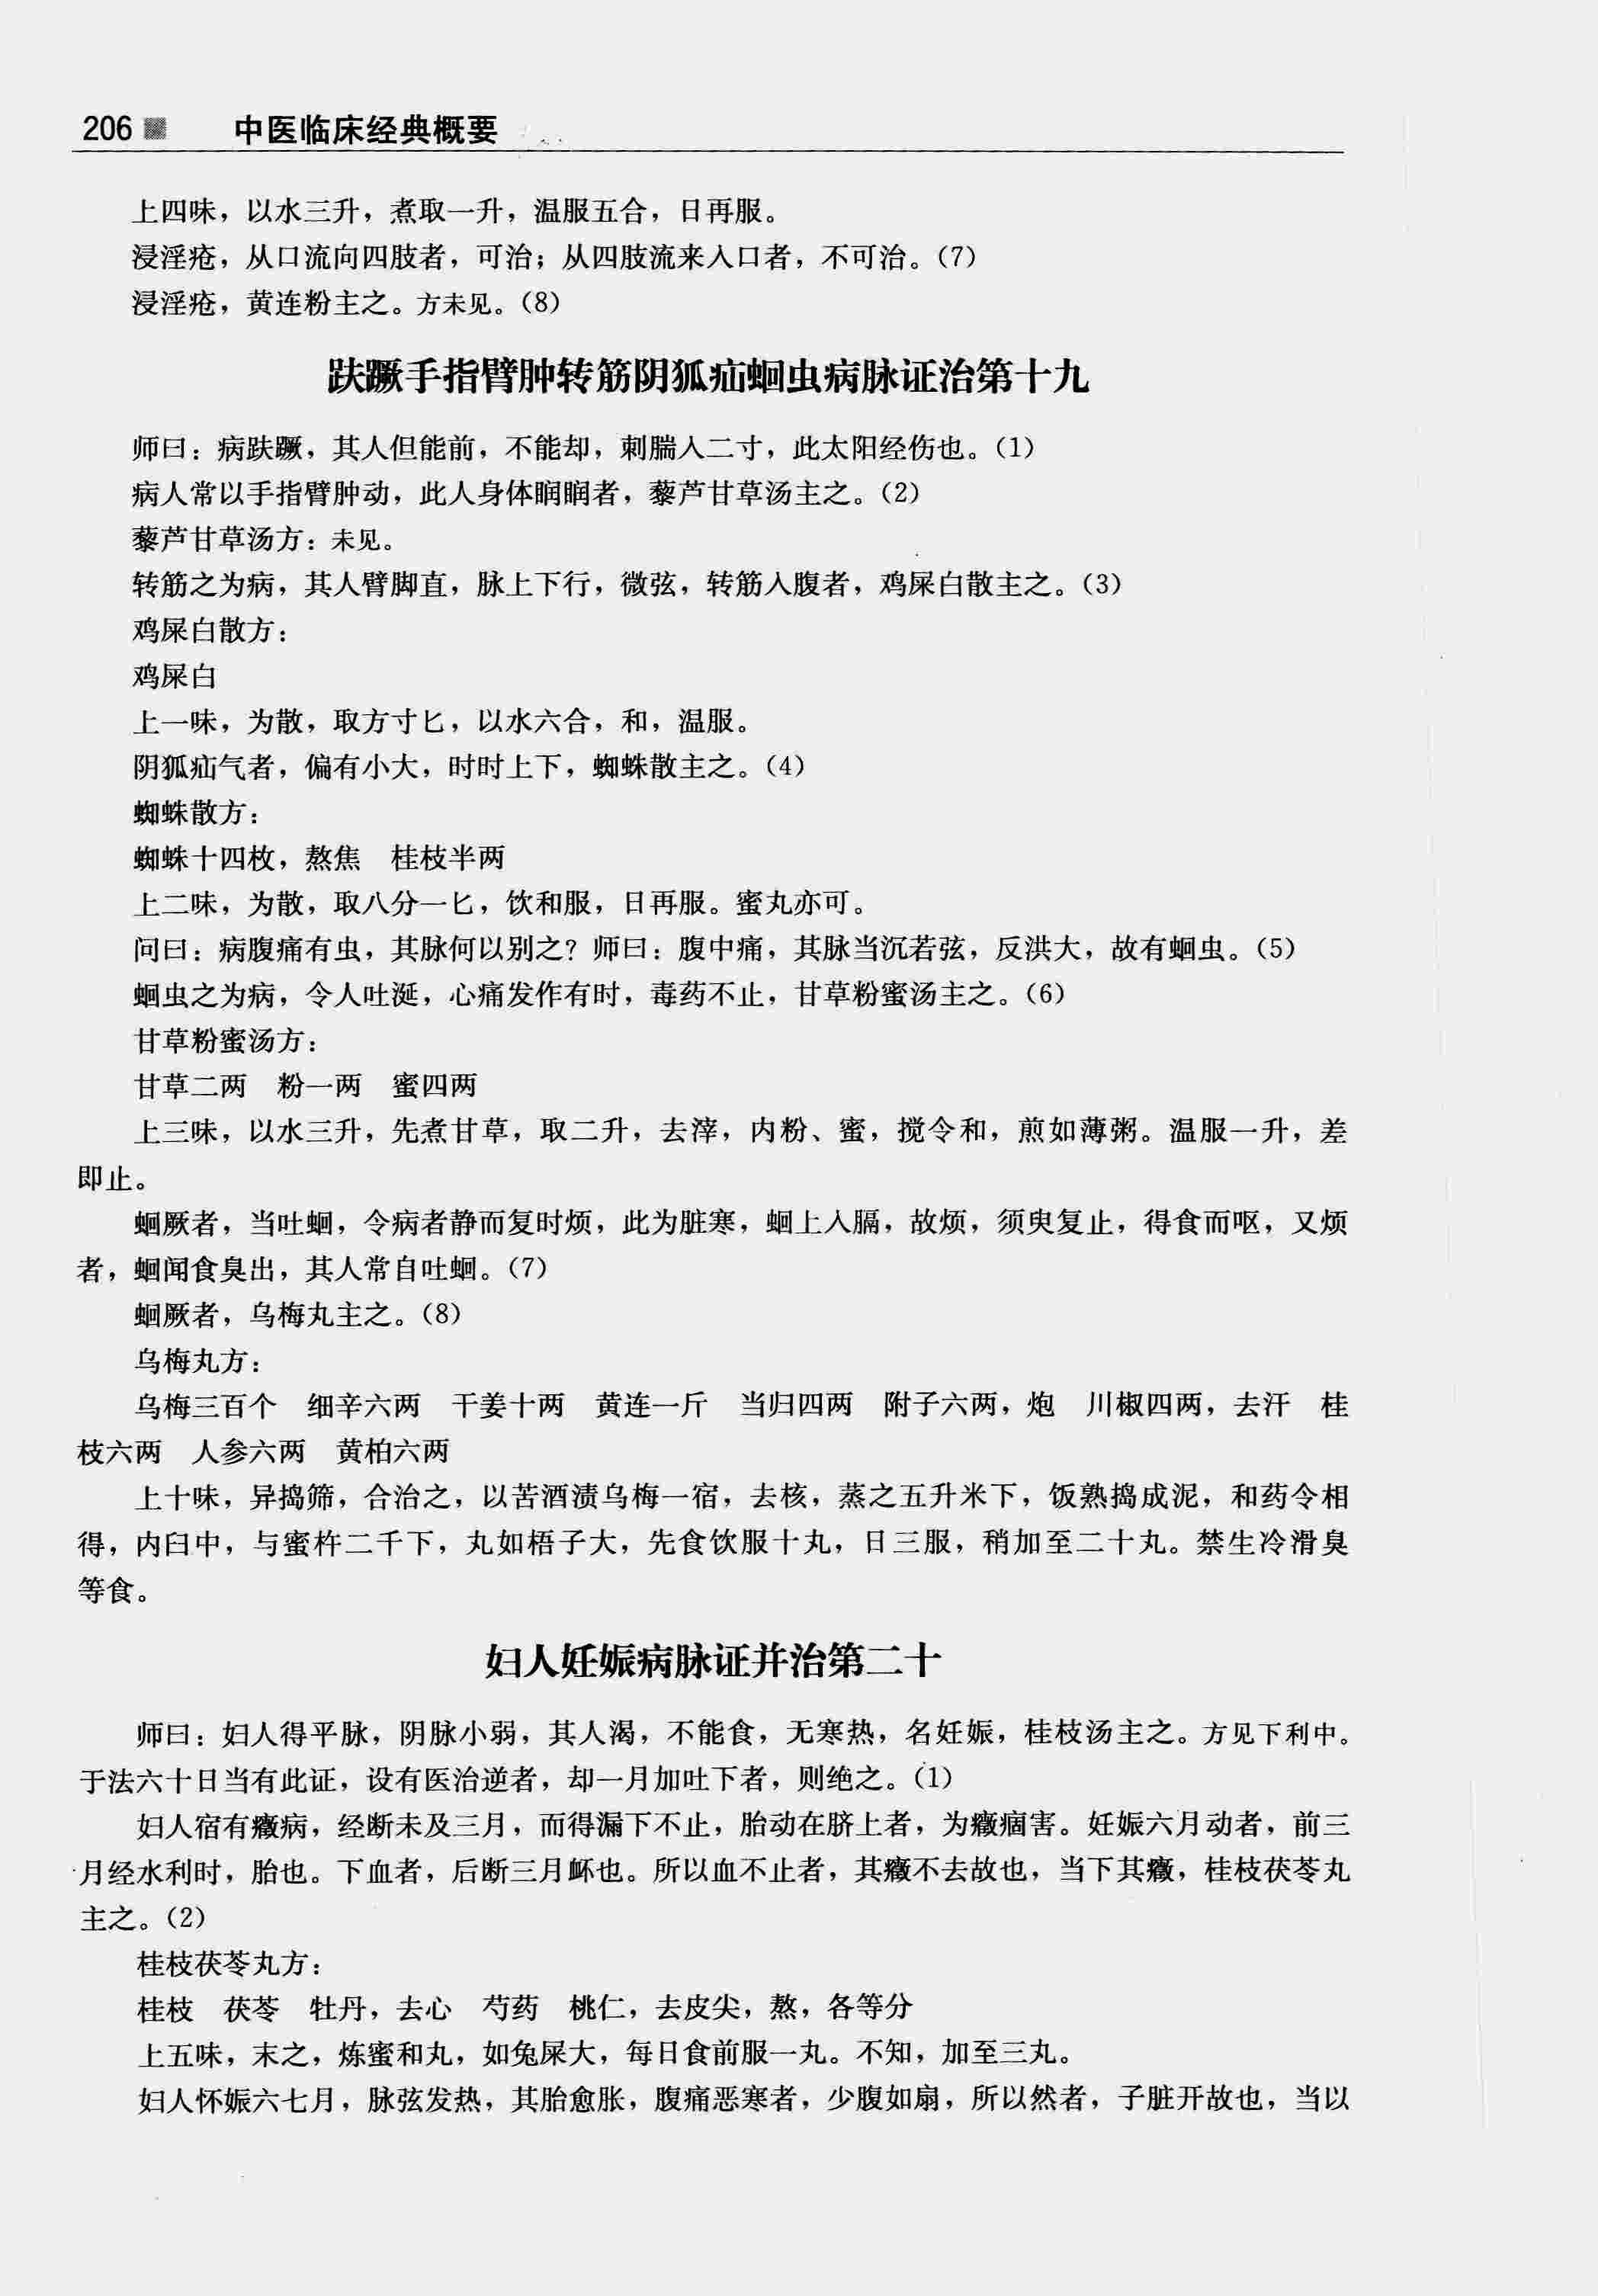 206 中医临床经典概要
上四味，以水三升，煮取一升，温服五合，日再服。
浸淫疮，从口流向四肢者，可治；从四肢流来入口者，不可治。（7）
浸淫疮，黄连粉主之。方未见。（8）
趺蹶手指臂肿转筋阴狐疝蛔虫病脉证治第十九
师曰：病趺蹶，其人但能前，不能却，刺腨入二寸，此太阳经伤也。（1）
病人常以手指臂肿动，此人身体瞤瞤者，藜芦甘草汤主之。（2）
藜芦甘草汤方：未见。
转筋之为病，其人臂脚直，脉上下行，微弦，转筋入腹者，鸡屎白散主之。（3）
鸡屎白散方：
鸡屎白
上一味，为散，取方寸匕，以水六合，和，温服。
阴狐疝气者，偏有小大，时时上下，蜘蛛散主之。（4）
蜘蛛散方：
蜘蛛十四枚，熬焦　桂枝半两
上二味，为散，取八分一匕，饮和服，日再服。蜜丸亦可。
问曰：病腹痛有虫，其脉何以别之？师曰：腹中痛，其脉当沉若弦，反洪大，故有蛔虫。（5）
蛔虫之为病，令人吐涎，心痛发作有时，毒药不止，甘草粉蜜汤主之。（6）
甘草粉蜜汤方：
甘草二两　粉一两　蜜四两
上三味，以水三升，先煮甘草，取二升，去滓，内粉、蜜，搅令和，煎如薄粥。温服一升，差
即止。
蛔厥者，当吐蛔，令病者静而复时烦，此为脏寒，蛔上入膈，故烦，须臾复止，得食而呕，又烦
者，蛔闻食臭出，其人常自吐蛔。（7）
蛔厥者，乌梅丸主之。（8）
乌梅丸方：
乌梅三百个　细辛六两　干姜十两　黄连一斤　当归四两　附子六两，炮　川椒四两，去汗　桂
枝六两　人参六两　黄柏六两
上十味，异捣筛，合治之，以苦酒渍乌梅一宿，去核，蒸之五升米下，饭熟捣成泥，和药令相
得，内臼中，与蜜杵二千下，丸如梧子大，先食饮服十丸，日三服，稍加至二十丸。禁生冷滑臭
等食。
妇人妊娠病脉证并治第二十
师曰：妇人得平脉，阴脉小弱，其人渴，不能食，无寒热，名妊娠，桂枝汤主之。方见下利中。
于法六十日当有此证，设有医治逆者，却一月加吐下者，则绝之。（1）
妇人宿有癥病，经断未及三月，而得漏下不止，胎动在脐上者，为癥痼害。妊娠六月动者，前三
月经水利时，胎也。下血者，后断三月衃也。所以血不止者，其癥不去故也，当下其癥，桂枝茯苓丸
主之。（2）
桂枝茯苓丸方：
桂枝　茯苓　牡丹，去心　芍药　桃仁，去皮尖，熬，各等分
上五味，末之，炼蜜和丸，如兔屎大，每日食前服一丸。不知，加至三丸。
妇人怀娠六七月，脉弦发热，其胎愈胀，腹痛恶寒者，少腹如扇，所以然者，子脏开故也，当以